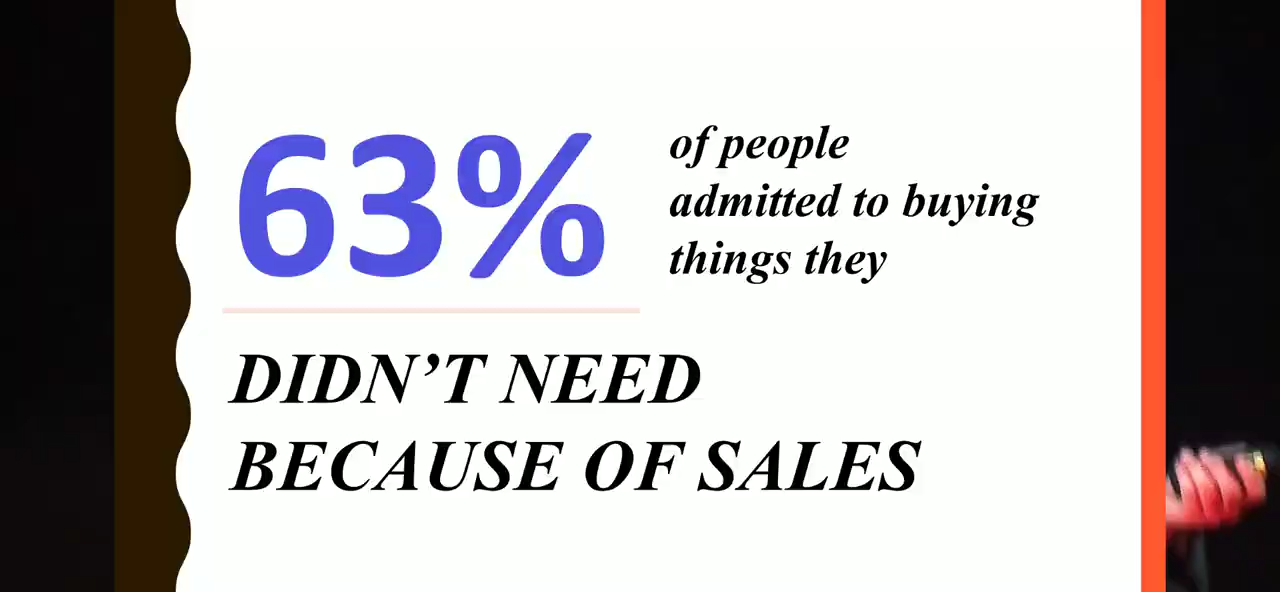 63%
of people
admitted to buying
things they
DIDN’T NEED
BECAUSE OF SALES